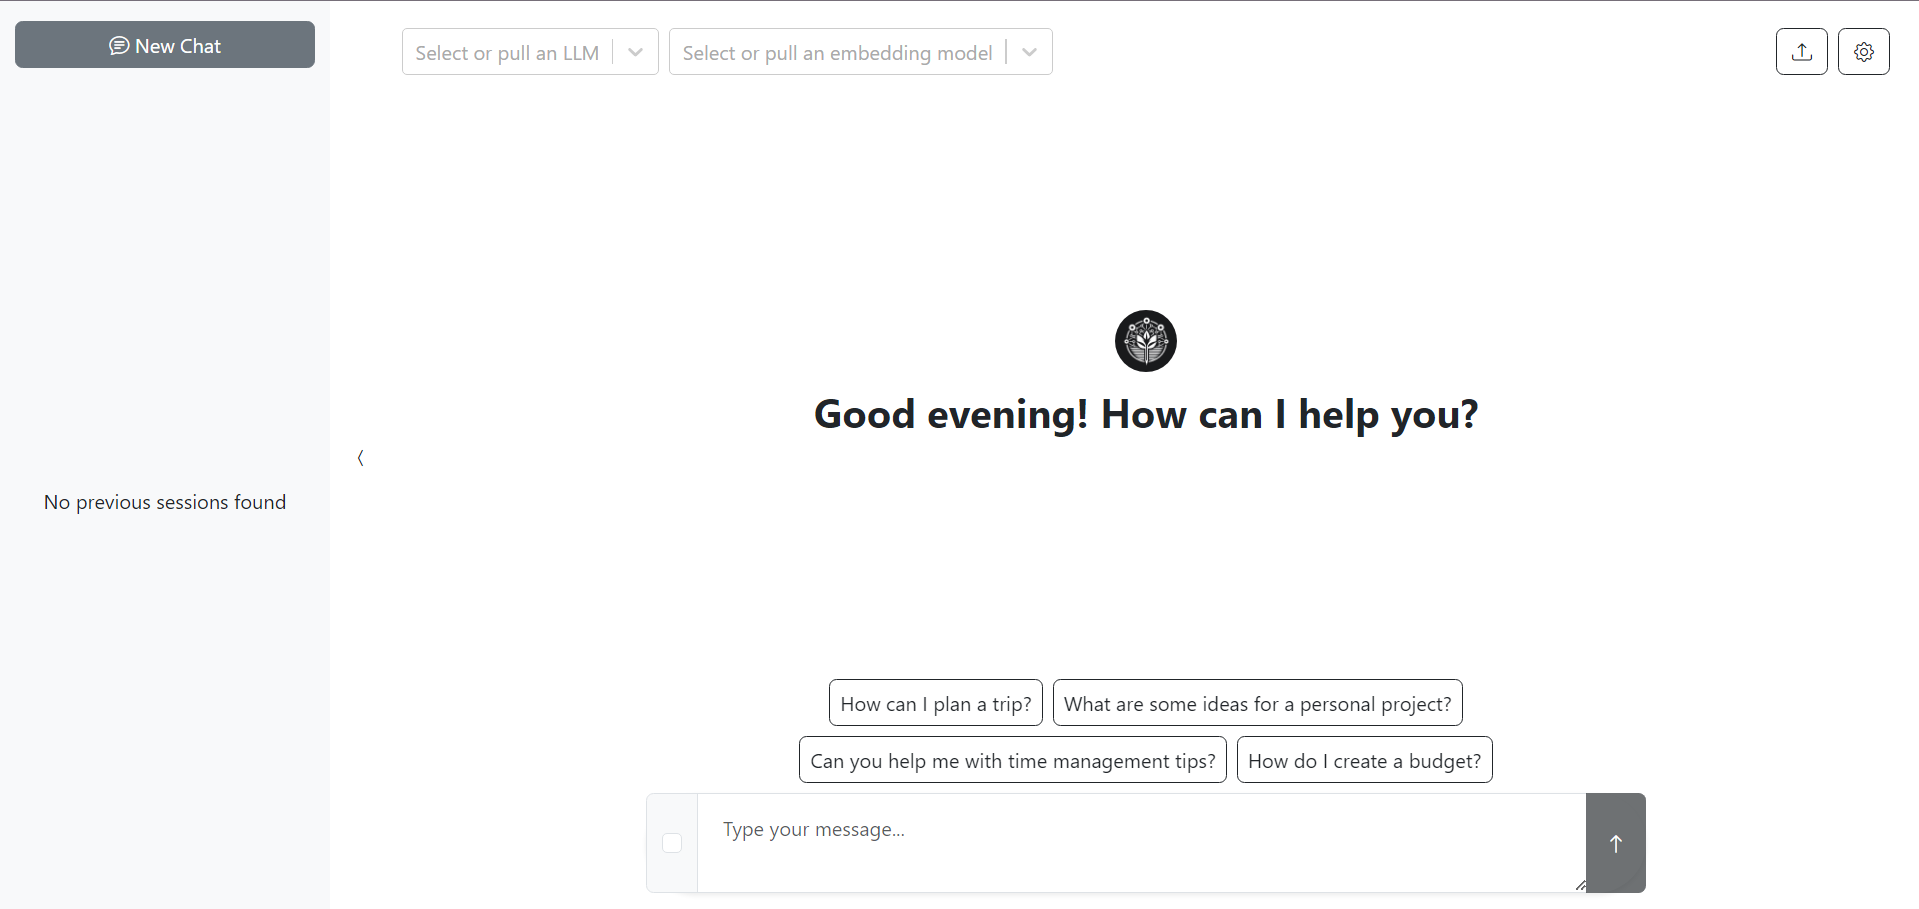 New Chat
Select or pull an LLM
Select or pull an embedding model
Good evening! How can I help you?
No previous sessions found
How can I plan a trip?
What are some ideas for a personal project?
Can you help me with time management tips?
How do I create a budget?
Type your message...